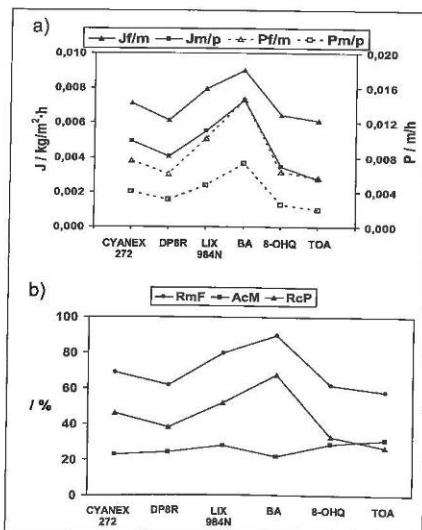 a)
Jf/m Jm/p Pf/m Pm/p
0,010
0,008
0,006
0,004
0,002
0,000
J / kg/m²·h
0,020
0,016
0,012
0,008
0,004
0,000
P / m/h
CYANEX 272
DP8R
LIX 984N
BA
8-OHQ
TOA
b)
RmF AcM RcP
100
80
60
40
20
0
/ %
CYANEX 272
DP8R
LIX 984N
BA
8-OHQ
TOA